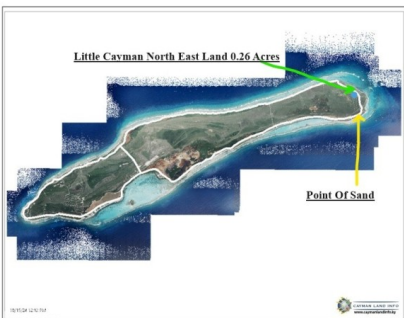 Little Cayman North East Land 0.26 Acres
Point Of Sand
CAYMAN LAND INFO
www.caymanlandinfo.ky